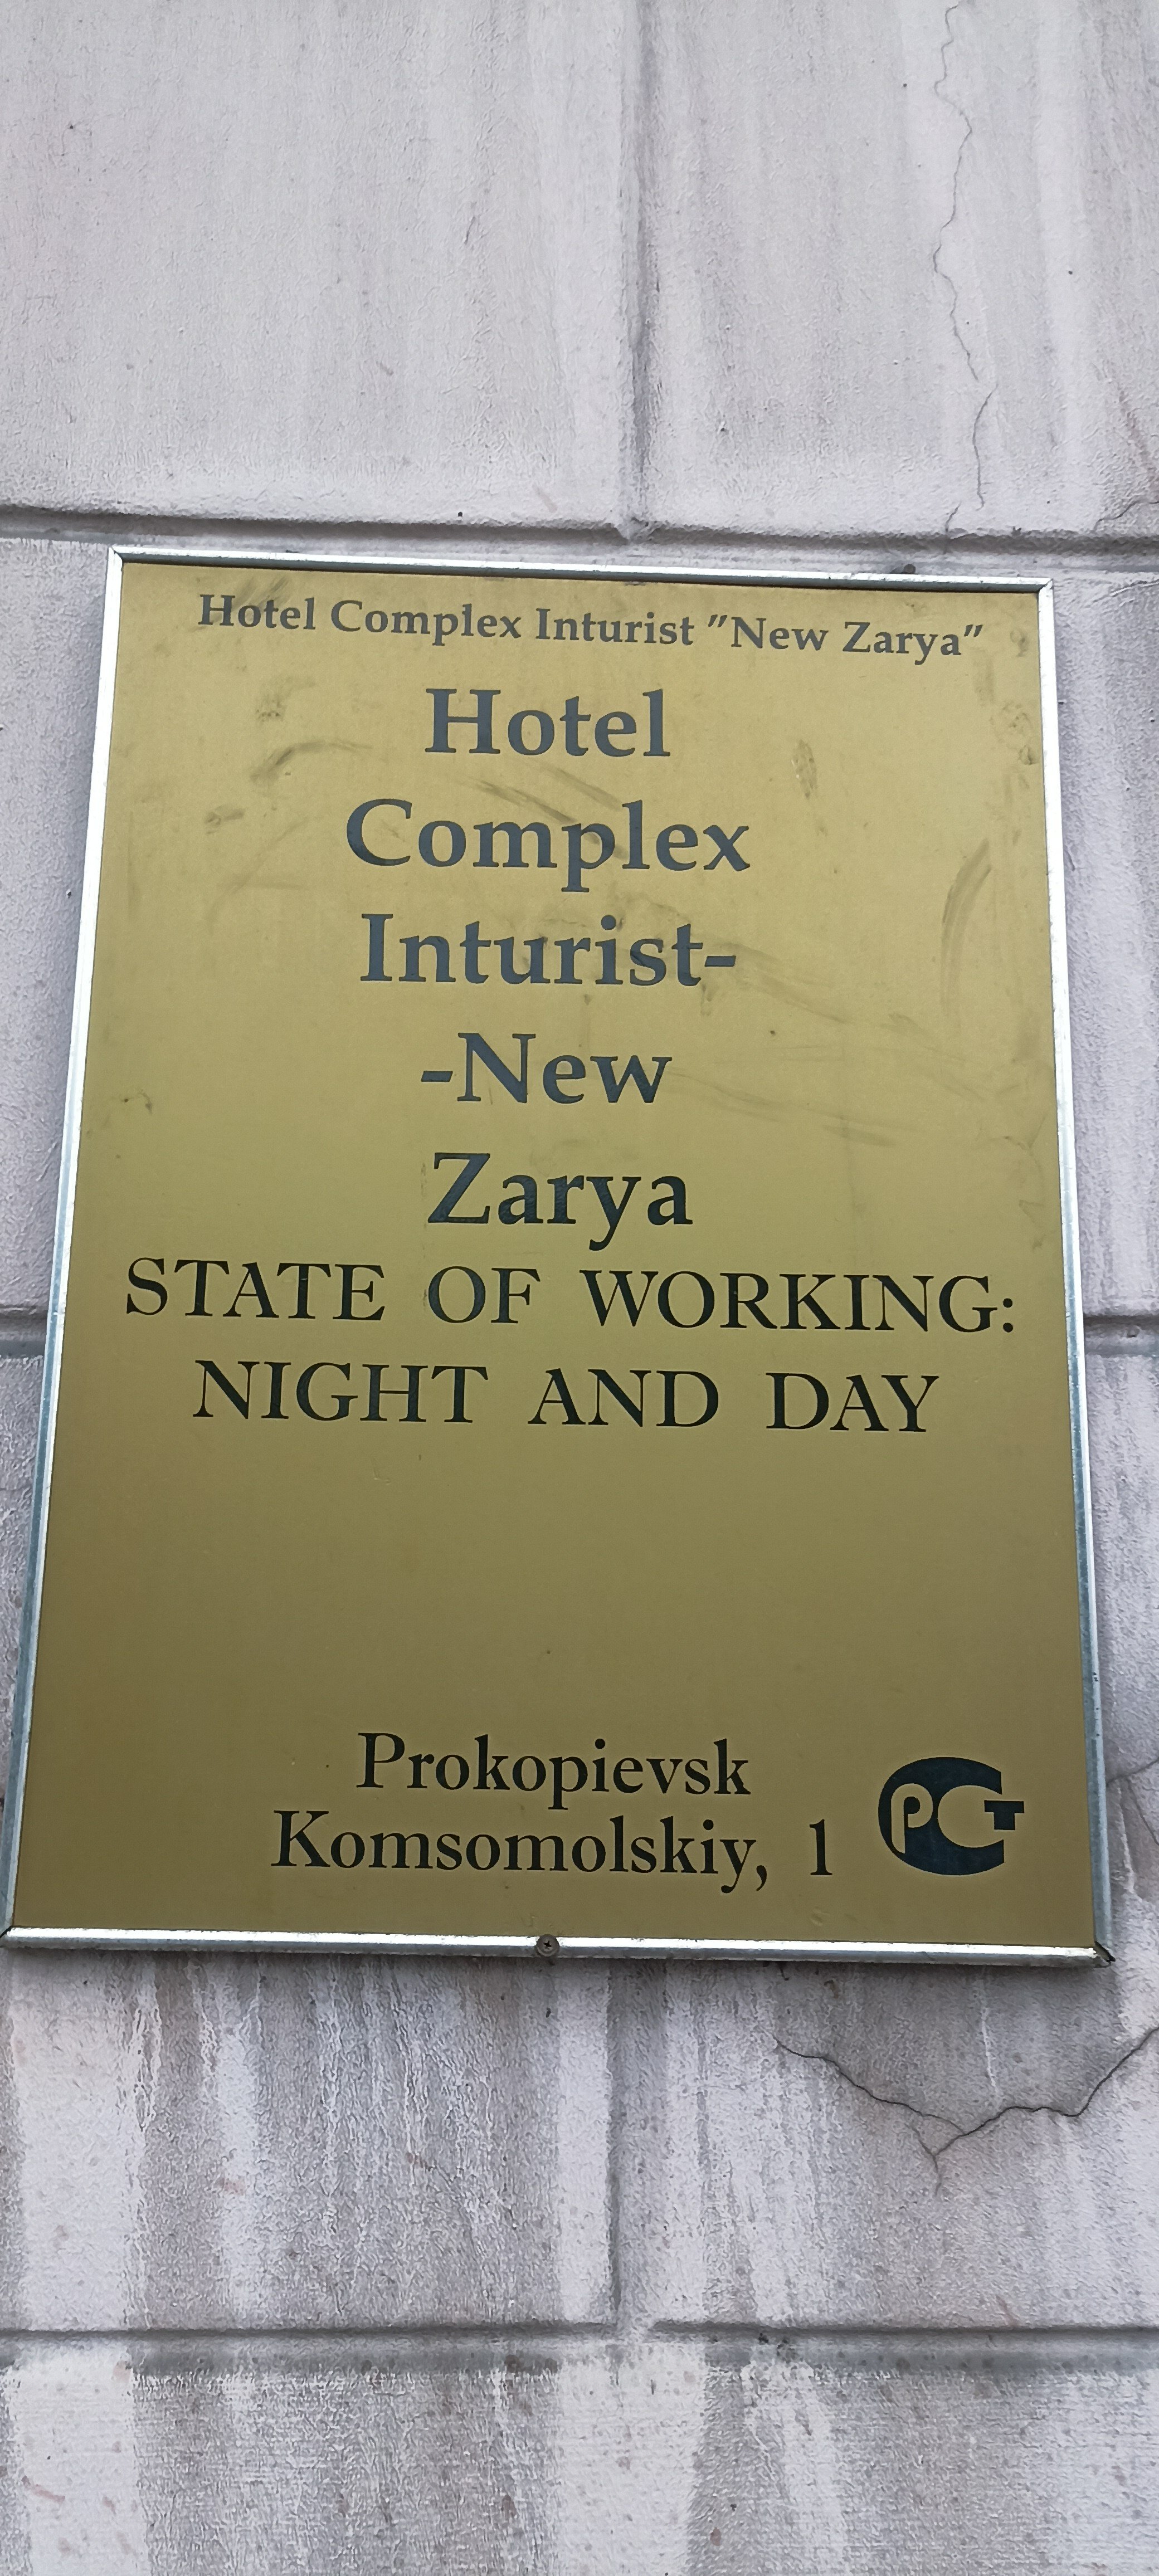 Hotel Complex Inturist "New Zarya"
Hotel
Complex
Inturist-
-New
Zarya
STATE OF WORKING:
NIGHT AND DAY
Prokopievsk
Komsomolskiy, 1
РСТ